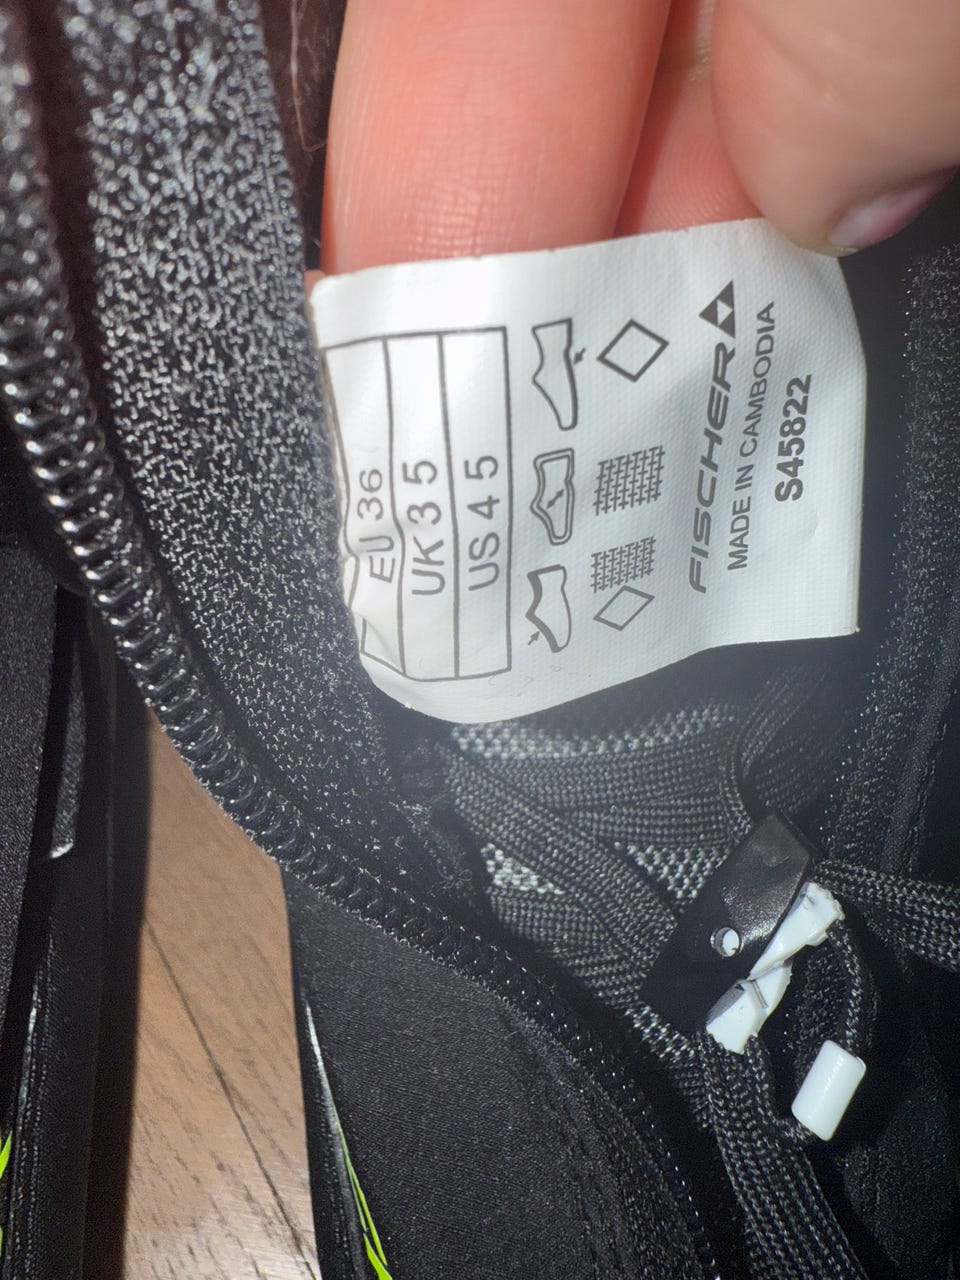 EU 36
UK 3 5
US 4 5
FISCHER
MADE IN CAMBODIA
S45822